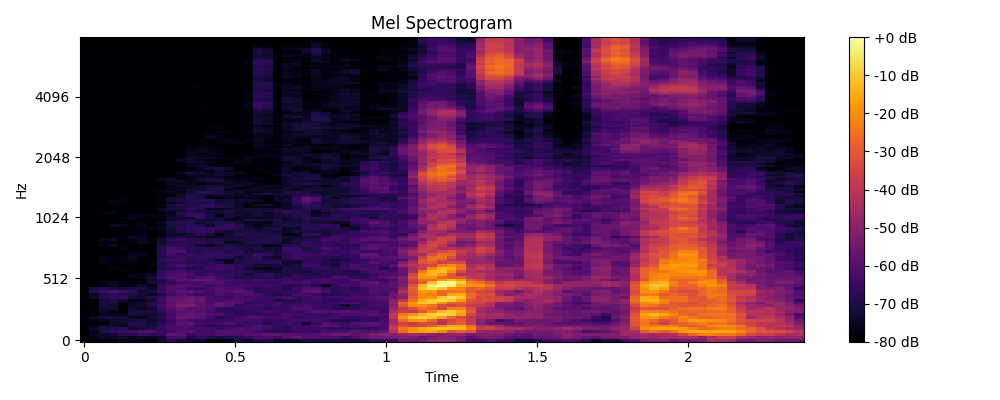 Mel Spectrogram
+0 dB
-10 dB
-20 dB
-30 dB
-40 dB
-50 dB
-60 dB
-70 dB
-80 dB
Hz
4096
2048
1024
512
0
0 0.5 1 1.5 2
Time